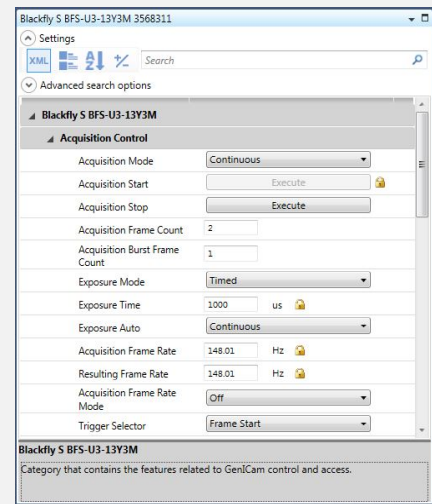 Blackfly S BFS-U3-13Y3M 3568311
Settings
XML Search
Advanced search options
Blackfly S BFS-U3-13Y3M
Acquisition Control
Acquisition Mode Continuous
Acquisition Start Execute
Acquisition Stop Execute
Acquisition Frame Count 2
Acquisition Burst Frame
Count 1
Exposure Mode Timed
Exposure Time 1000 us
Exposure Auto Continuous
Acquisition Frame Rate 148.01 Hz
Resulting Frame Rate 148.01 Hz
Acquisition Frame Rate
Mode Off
Trigger Selector Frame Start
Blackfly S BFS-U3-13Y3M
Category that contains the features related to GenICam control and access.